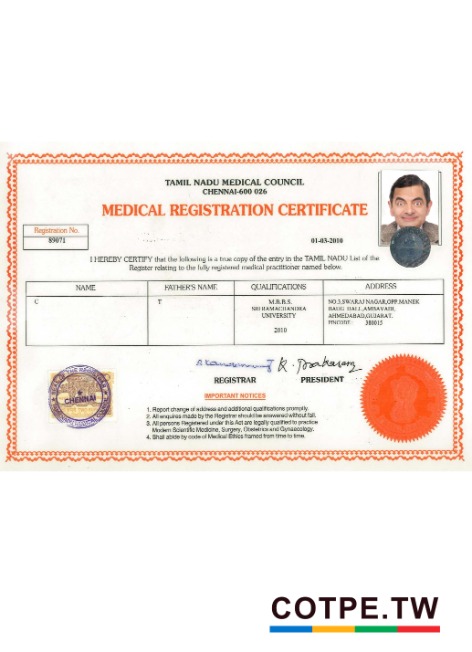 TAMIL NADU MEDICAL COUNCIL
CHENNAI-600 026
MEDICAL REGISTRATION CERTIFICATE
Registration No.
89071
01-03-2010
I HEREBY CERTIFY that the following is a true copy of the entry in the TAMIL NADU List of the
Register relating to the fully registered medical practitioner named below.
NAME FATHER'S NAME QUALIFICATIONS ADDRESS
C T M.B.B.S. NO.3,SWARAJ NAGAR,OPP.MANEK
SRI RAMACHANDRA HALL,AMBAVADI,
UNIVERSITY AHMEDABAD,GUJARAT.
2010 380015
REGISTRAR PRESIDENT
CHENNAI
IMPORTANT NOTICES
1. Report change of address and additional qualifications promptly.
2. All enquires made by the Registrar should be answered without fail.
3. All persons Registered under this Act are legally qualified to practice
Modern Scientific Medicine, Surgery, Obstetrics and Gynaecology.
4. Shall abide by code of Medical Ethics framed from time to time.
COTPE.TW